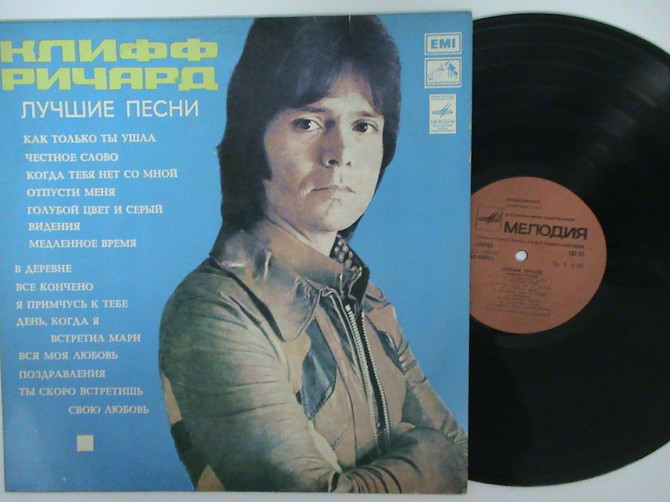 КЛИФФ
РИЧАРД
ЛУЧШИЕ ПЕСНИ
КАК ТОЛЬКО ТЫ УШЛА
ЧЕСТНОЕ СЛОВО
КОГДА ТЕБЯ НЕТ СО МНОЙ
ОТПУСТИ МЕНЯ
ГОЛУБОЙ ЦВЕТ И СЕРЫЙ
ВИДЕНИЯ
МЕДЛЕННОЕ ВРЕМЯ
В ДЕРЕВНЕ
ВСЕ КОНЧЕНО
Я ПРИМЧУСЬ К ТЕБЕ
ДЕНЬ, КОГДА Я
ВСТРЕТИЛ МАРИ
ВСЯ МОЯ ЛЮБОВЬ
ПОЗДРАВЛЕНИЯ
ТЫ СКОРО ВСТРЕТИШЬ
СВОЮ ЛЮБОВЬ
EMI
МЕЛОДИЯ
МЕЛОДИЯ